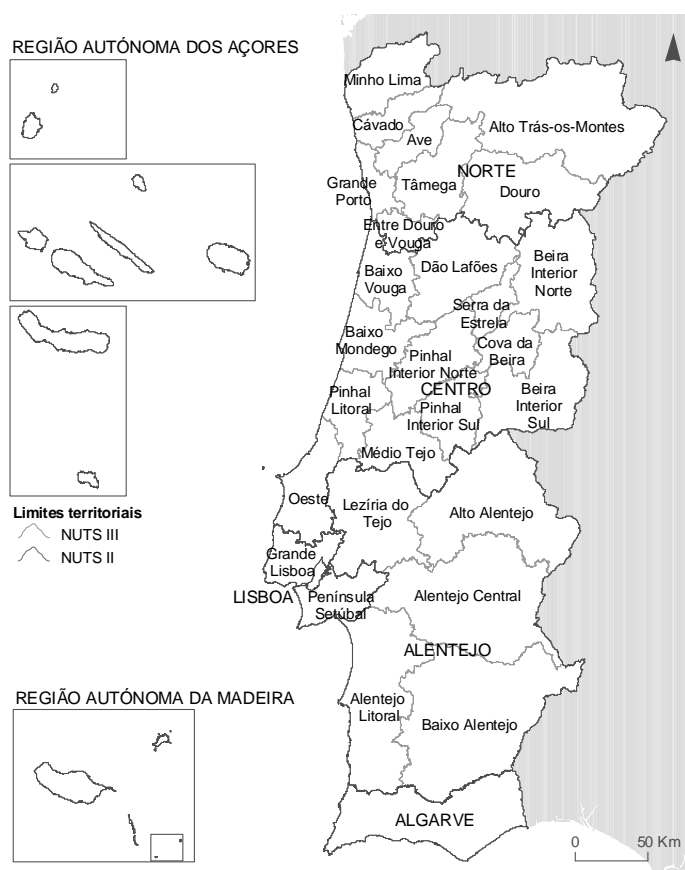 REGIÃO AUTÓNOMA DOS AÇORES
Minho Lima
Cávado
Ave
Alto Trás-os-Montes
NORTE
Grande
Porto
Tâmega
Douro
Entre Douro
e Vouga
Baixo
Vouga
Dão Lafões
Beira
Interior
Norte
Serra da
Estrela
Baixo
Mondego
Cova da
Beira
Pinhal
Interior Norte
CENTRO
Pinhal
Litoral
Pinhal
Interior Sul
Beira
Interior
Sul
Médio Tejo
Oeste
Lezíria do
Tejo
Alto Alentejo
Limites territoriais
NUTS III
NUTS II
Grande
Lisboa
LISBOA
Península
Setúbal
Alentejo Central
ALENTEJO
REGIÃO AUTÓNOMA DA MADEIRA
Alentejo
Litoral
Baixo Alentejo
ALGARVE
0 50 Km